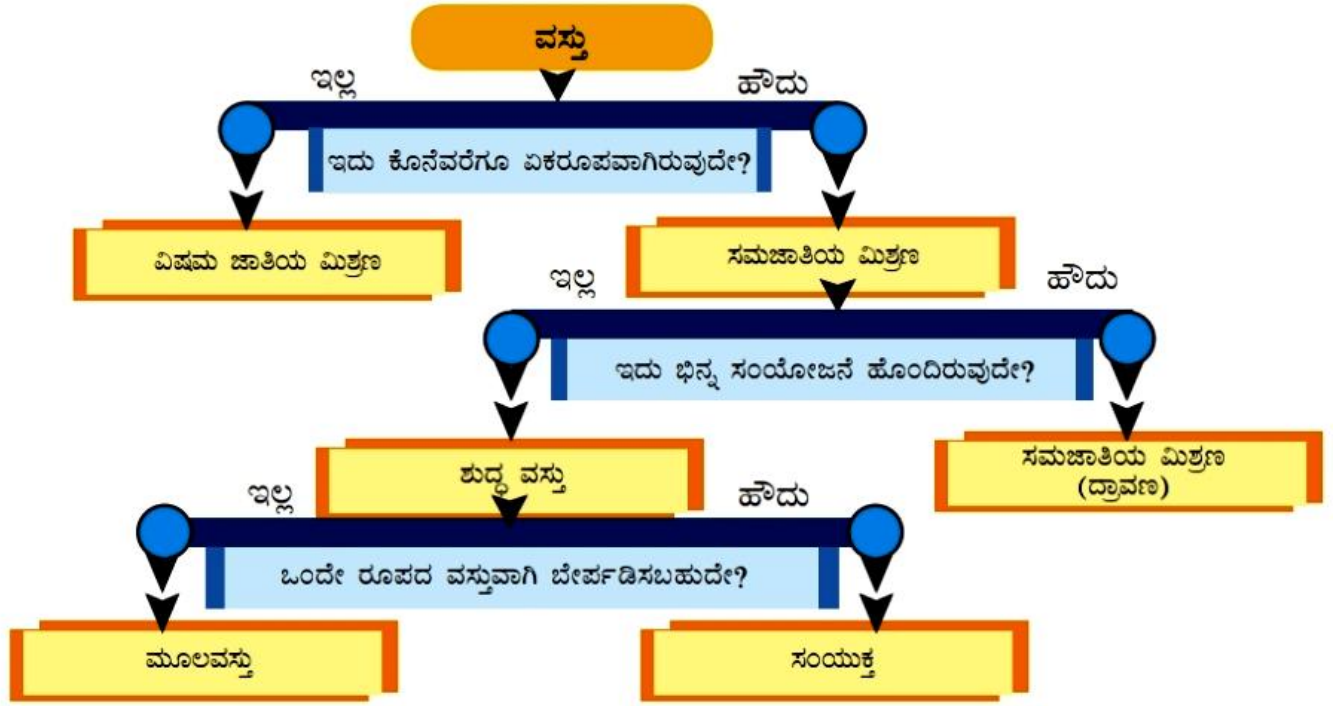 ವಸ್ತು
ಇಲ್ಲ
ಹೌದು
ಇದು ಕೊನೆವರೆಗೂ ಏಕರೂಪವಾಗಿರುವುದೇ?
ವಿಷಮ ಜಾತಿಯ ಮಿಶ್ರಣ
ಸಮಜಾತಿಯ ಮಿಶ್ರಣ
ಇಲ್ಲ
ಹೌದು
ಇದು ಭಿನ್ನ ಸಂಯೋಜನೆ ಹೊಂದಿರುವುದೇ?
ಶುದ್ಧ ವಸ್ತು
ಸಮಜಾತಿಯ ಮಿಶ್ರಣ
(ದ್ರಾವಣ)
ಇಲ್ಲ
ಹೌದು
ಒಂದೇ ರೂಪದ ವಸ್ತುವಾಗಿ ಬೇರ್ಪಡಿಸಬಹುದೇ?
ಮೂಲವಸ್ತು
ಸಂಯುಕ್ತ